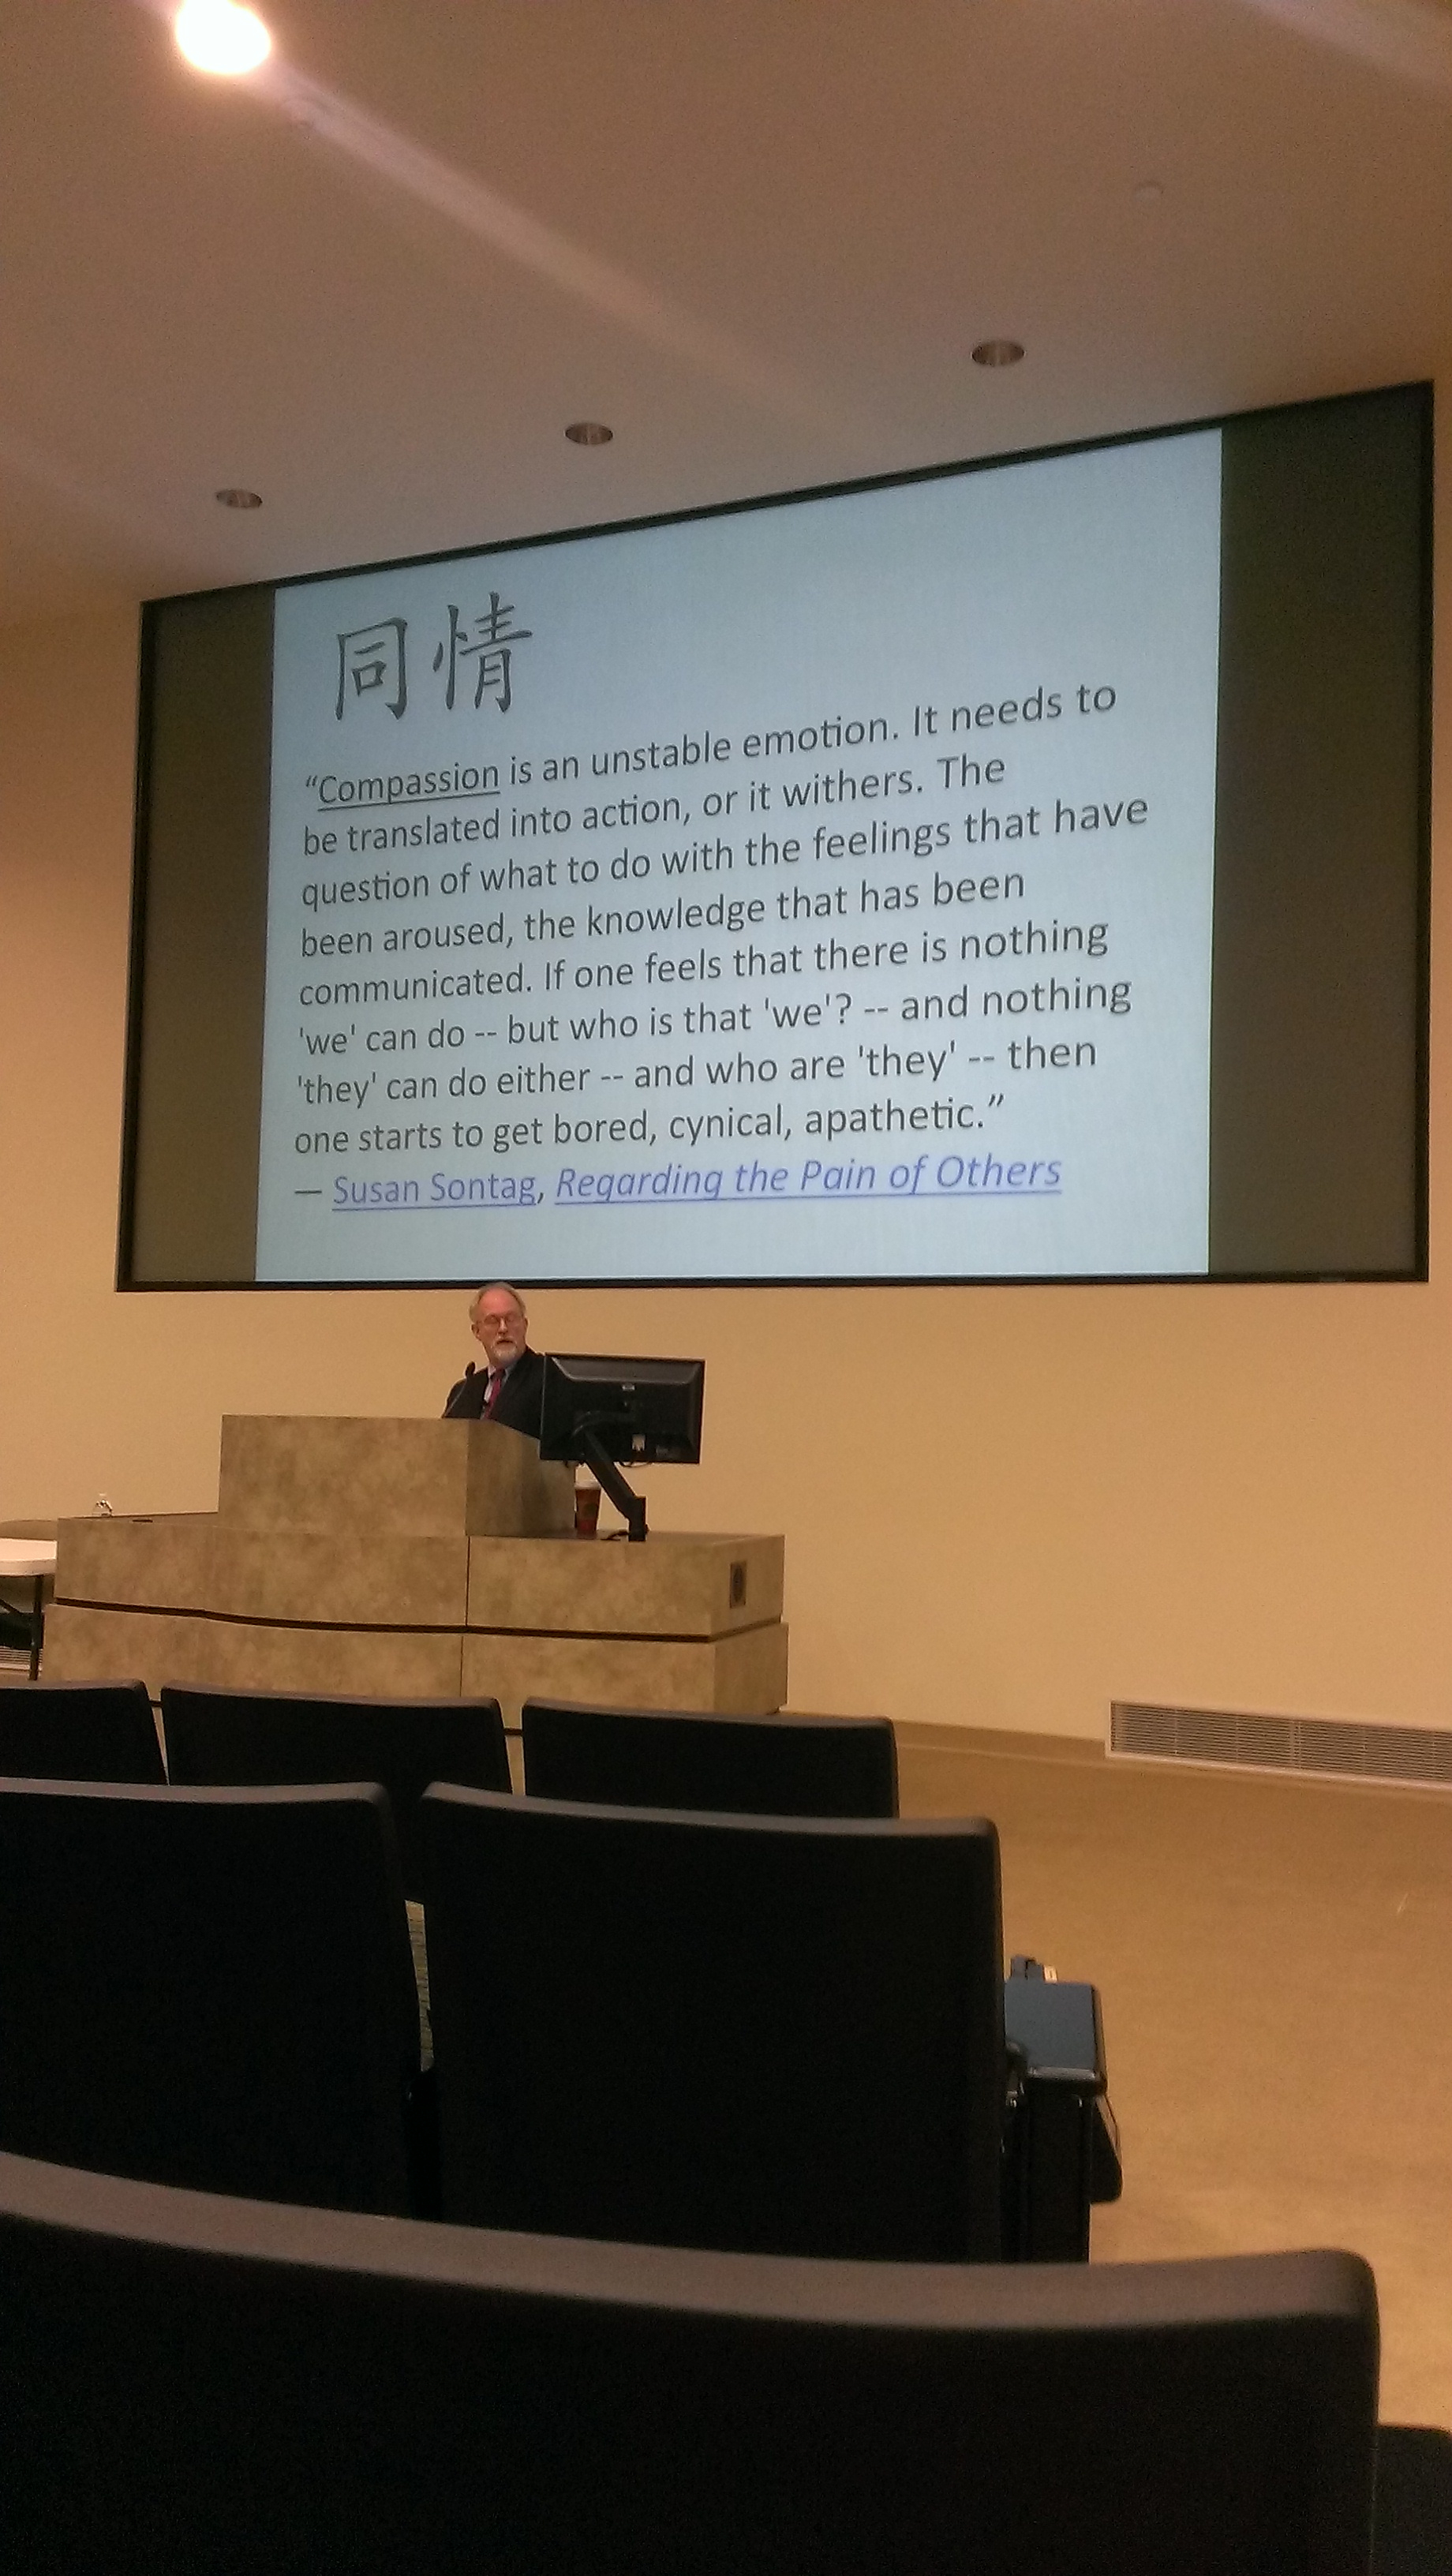 同情
“Compassion is an unstable emotion. It needs to
be translated into action, or it withers. The
question of what to do with the feelings that have
been aroused, the knowledge that has been
communicated. If one feels that there is nothing
'we' can do -- but who is that 'we'? -- and nothing
'they' can do either -- and who are 'they' -- then
one starts to get bored, cynical, apathetic.”
— Susan Sontag, Regarding the Pain of Others